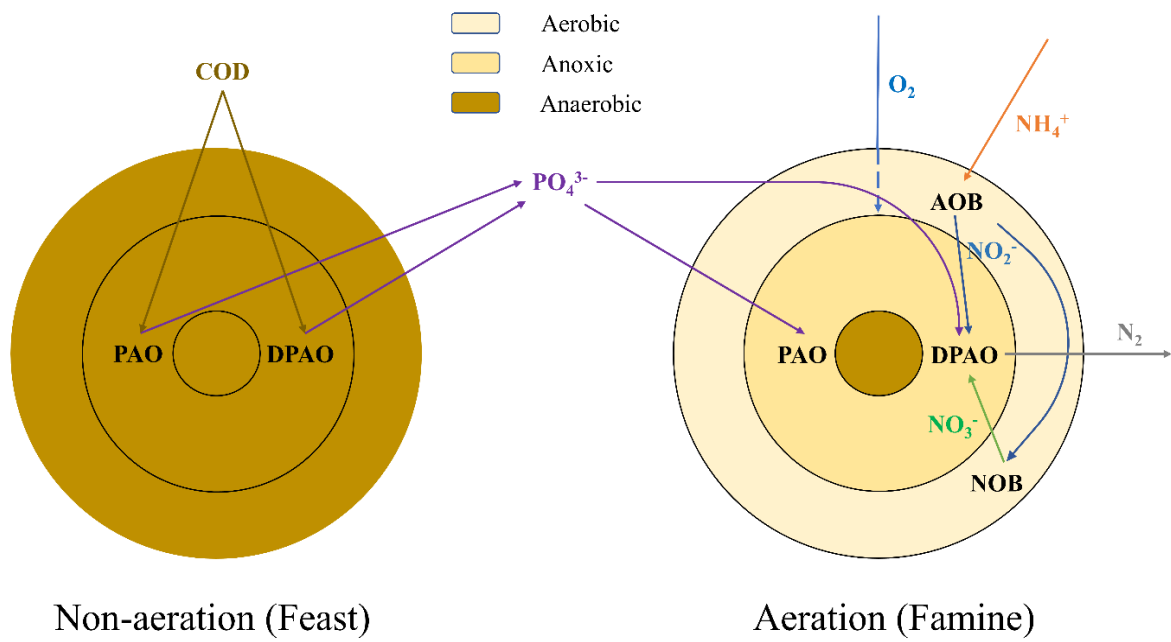 Aerobic
Anoxic
Anaerobic
COD
PO₄³⁻
PAO
DPAO
Non-aeration (Feast)
O₂
NH₄⁺
AOB
NO₂⁻
PAO
DPAO
N₂
NO₃⁻
NOB
Aeration (Famine)